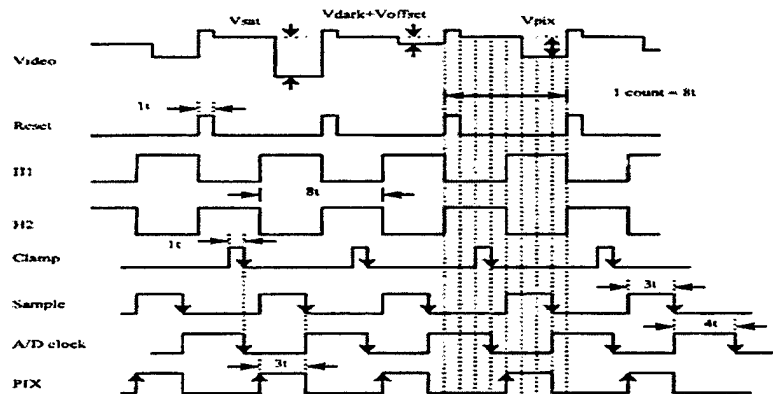 Vsat Vdark+Voffset Vpix
Video
1t 1 count = 8t
Reset
H1
8t
H2
1t
Clamp
3t
Sample
4t
A/D clock
3t
PIX